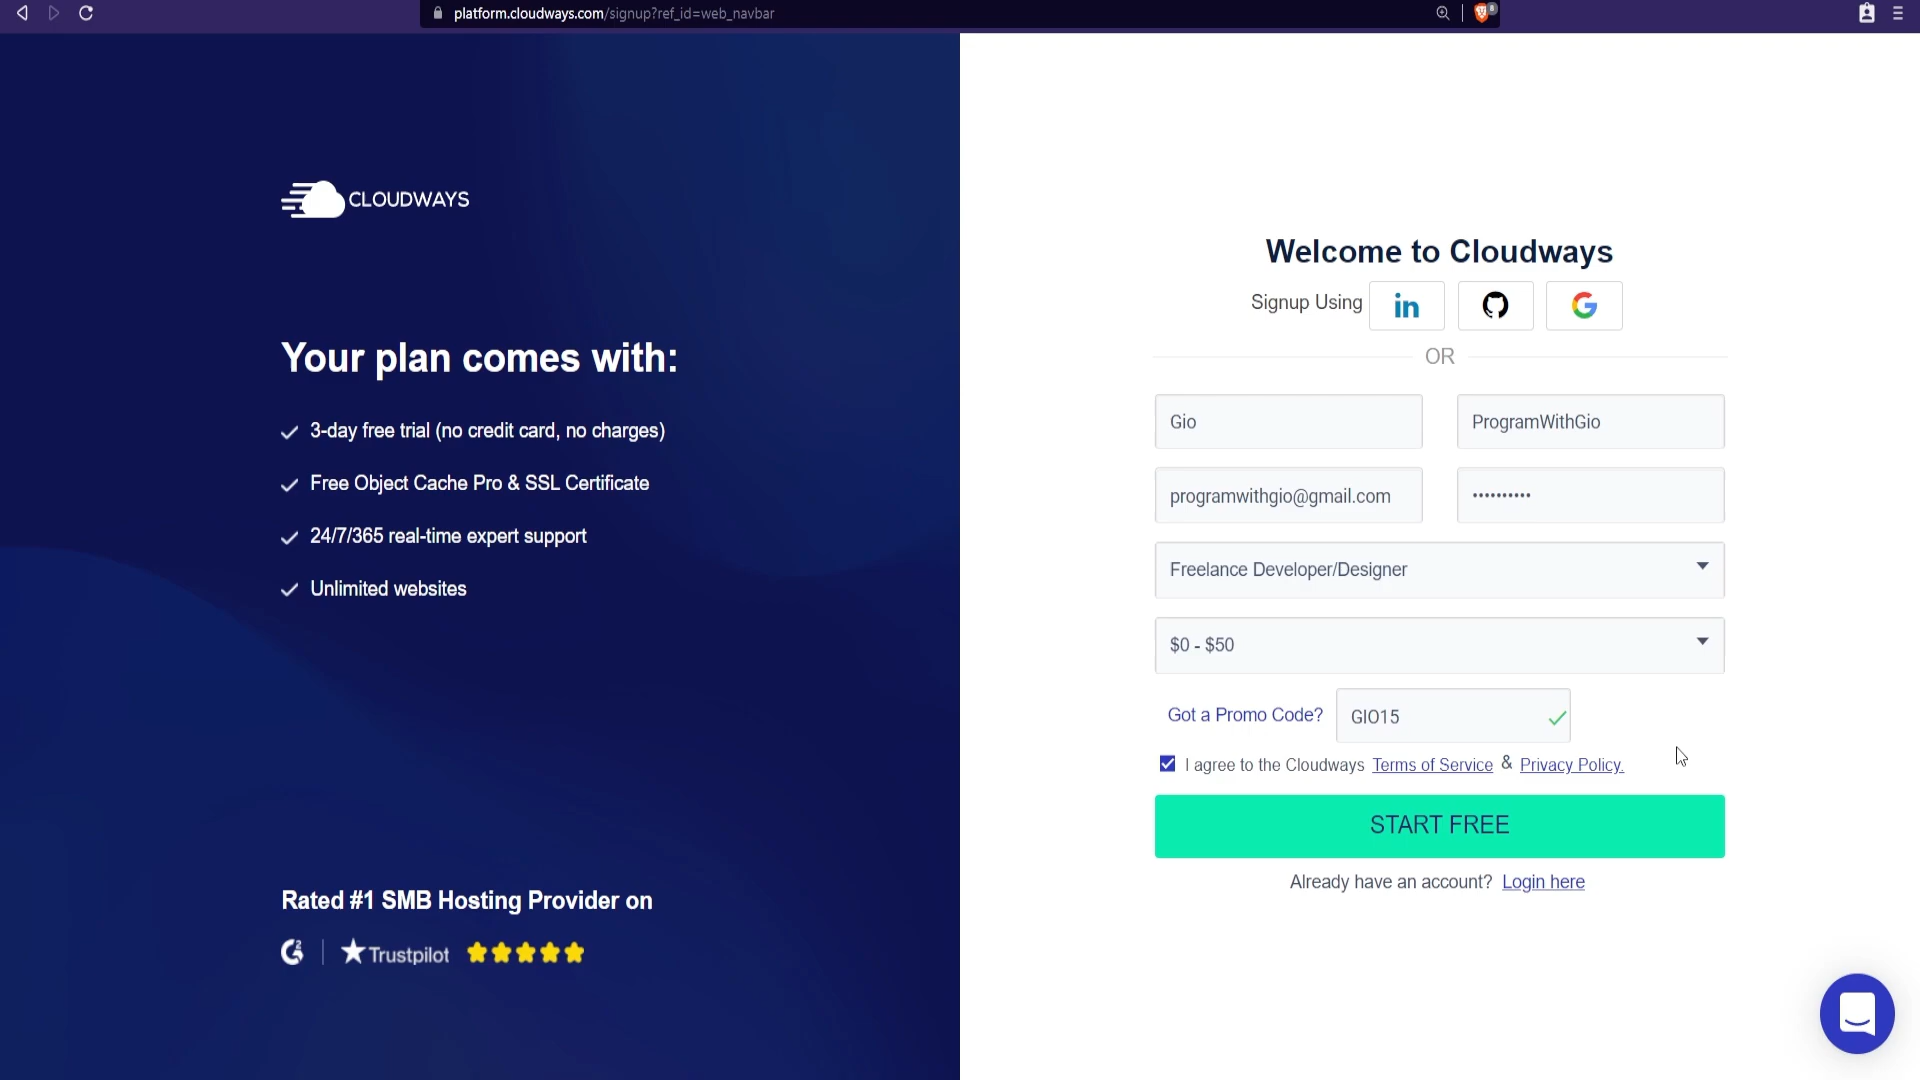 platform.cloudways.com/signup?ref_id=web_navbar
8
CLOUDWAYS
Your plan comes with:
3-day free trial (no credit card, no charges)
Free Object Cache Pro & SSL Certificate
24/7/365 real-time expert support
Unlimited websites
Rated #1 SMB Hosting Provider on
G2
Trustpilot
Welcome to Cloudways
Signup Using
in
G
OR
Gio
ProgramWithGio
programwithgio@gmail.com
••••••••••
Freelance Developer/Designer
$0 - $50
Got a Promo Code?
GIO15
I agree to the Cloudways Terms of Service & Privacy Policy.
START FREE
Already have an account? Login here